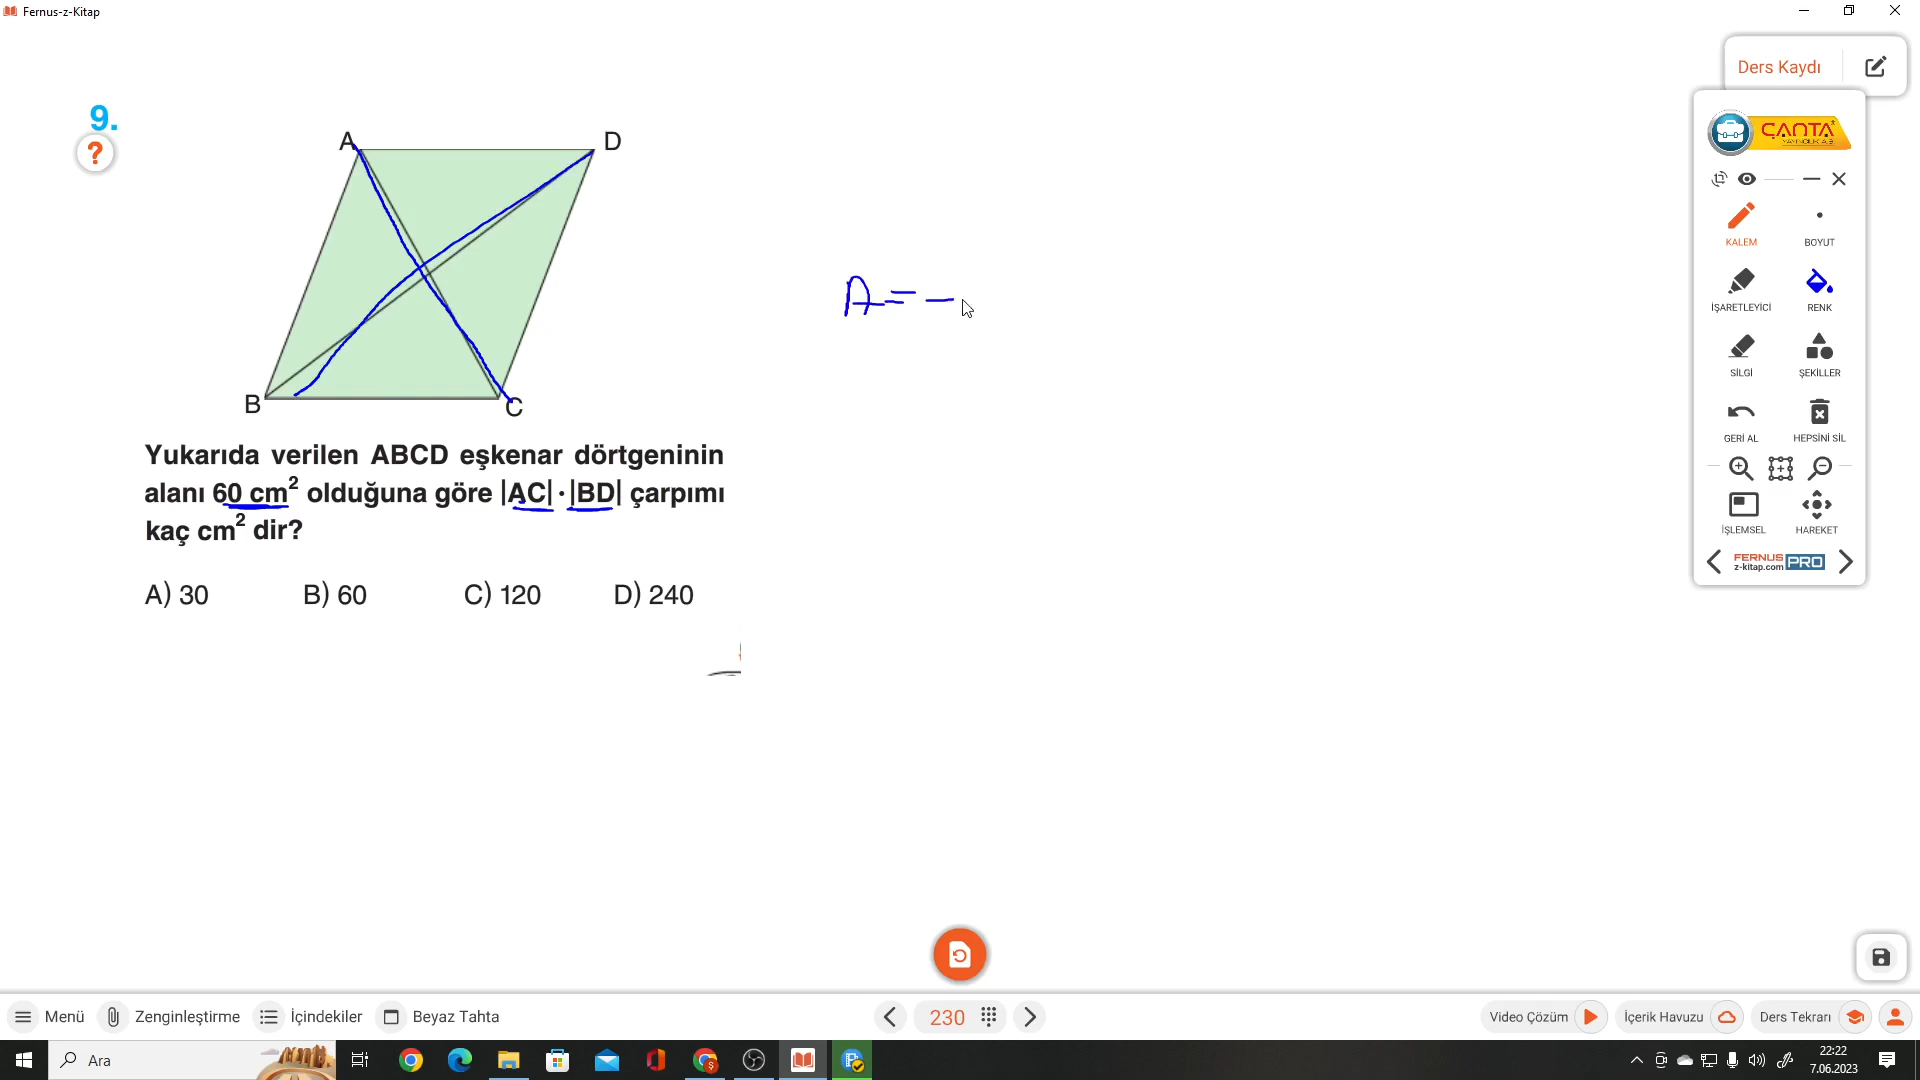 Fernus-z-Kitap
Ders Kaydı
9.
?
A
D
B
C
A = –
Yukarıda verilen ABCD eşkenar dörtgeninin
alanı 60 cm² olduğuna göre |AC| · |BD| çarpımı
kaç cm² dir?
A) 30 B) 60 C) 120 D) 240
ÇANTA
YAYINCILIK A.Ş.
KALEM BOYUT
İŞARETLEYİCİ RENK
SİLGİ ŞEKİLLER
GERİ AL HEPSİNİ SİL
İŞLEMSEL HAREKET
FERNUS
z-kitap.com PRO
Menü Zenginleştirme İçindekiler Beyaz Tahta 230 Video Çözüm İçerik Havuzu Ders Tekrarı
Ara
22:22
7.06.2023